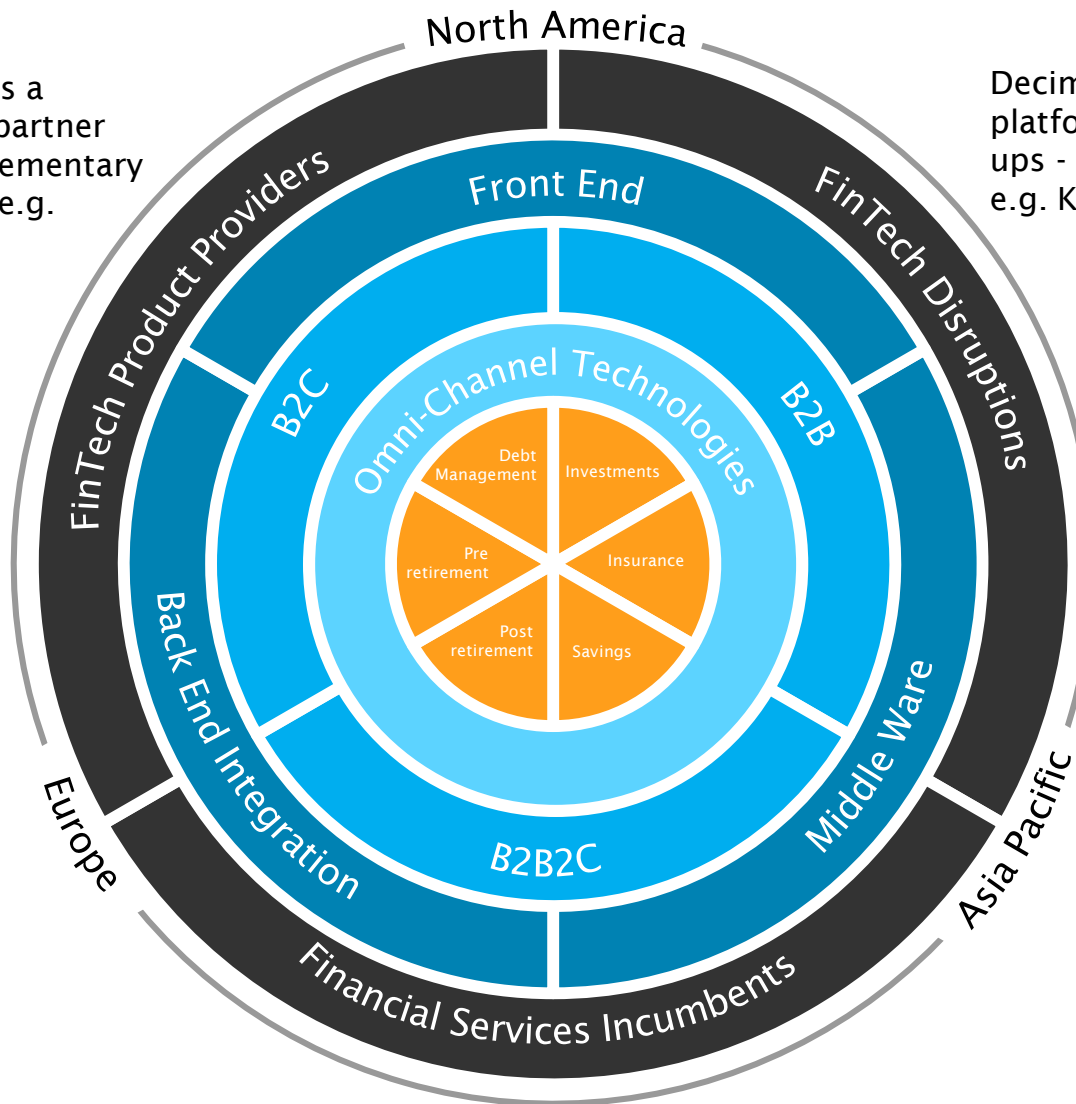 North America
s a
partner
ementary
e.g.
Decim
platfo
ups -
e.g. K
FinTech Product Providers
FinTech Disruptions
Front End
B2C
B2B
Omni-Channel Technologies
Debt
Management
Investments
Pre
retirement
Insurance
Post
retirement
Savings
Back End Integration
Middle Ware
B2B2C
Europe
Asia Pacific
Financial Services Incumbents